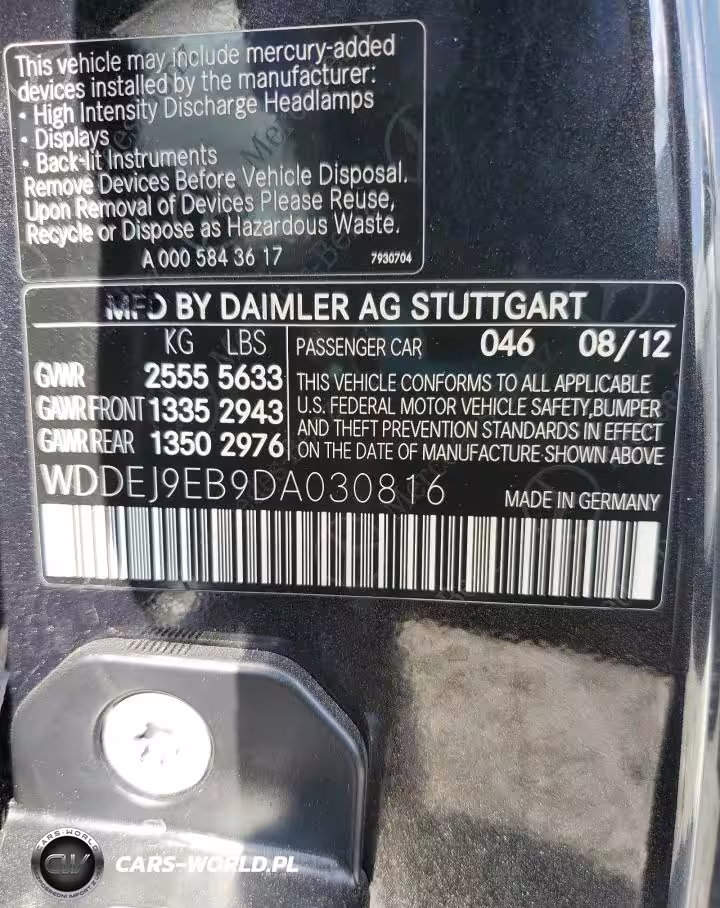 This vehicle may include mercury-added
devices installed by the manufacturer:
• High Intensity Discharge Headlamps
• Displays
• Back-lit Instruments
Remove Devices Before Vehicle Disposal.
Upon Removal of Devices Please Reuse,
Recycle or Dispose as Hazardous Waste.
A 000 584 36 17 7930704
MFD BY DAIMLER AG STUTTGART
KG LBS PASSENGER CAR 046 08/12
GVWR 2555 5633
GAWR FRONT 1335 2943
GAWR REAR 1350 2976
THIS VEHICLE CONFORMS TO ALL APPLICABLE
U.S. FEDERAL MOTOR VEHICLE SAFETY,BUMPER
AND THEFT PREVENTION STANDARDS IN EFFECT
ON THE DATE OF MANUFACTURE SHOWN ABOVE
WDDEJ9EB9DA030816 MADE IN GERMANY
CARS-WORLD
CW
CARS-WORLD.PL